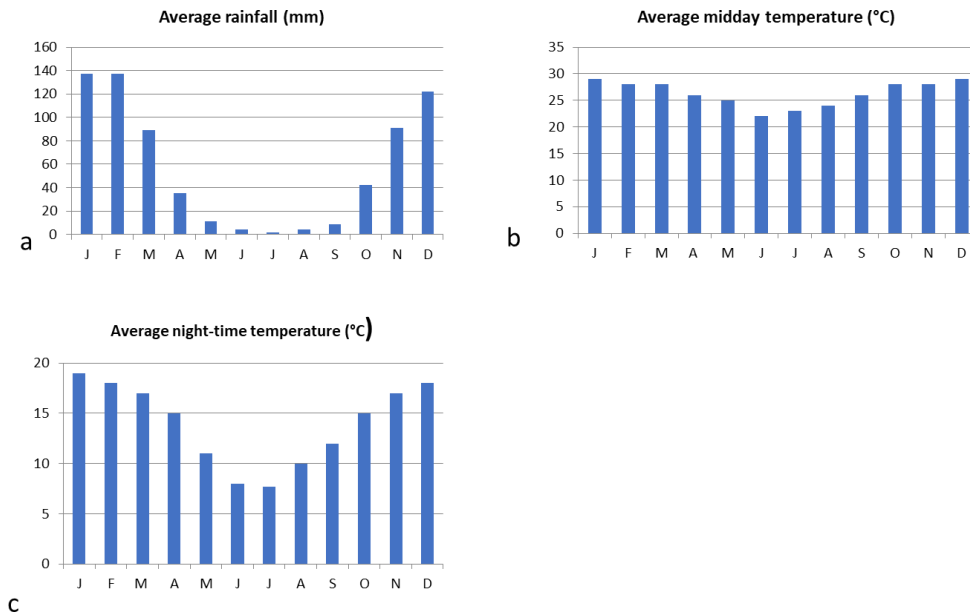 Average rainfall (mm)
160
140
120
100
80
60
40
20
0
J F M A M J J A S O N D
a
Average midday temperature (°C)
35
30
25
20
15
10
5
0
J F M A M J J A S O N D
b
Average night-time temperature (°C)
20
15
10
5
0
J F M A M J J A S O N D
c